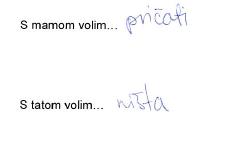 S mamom volim... pričati
S tatom volim... ništa